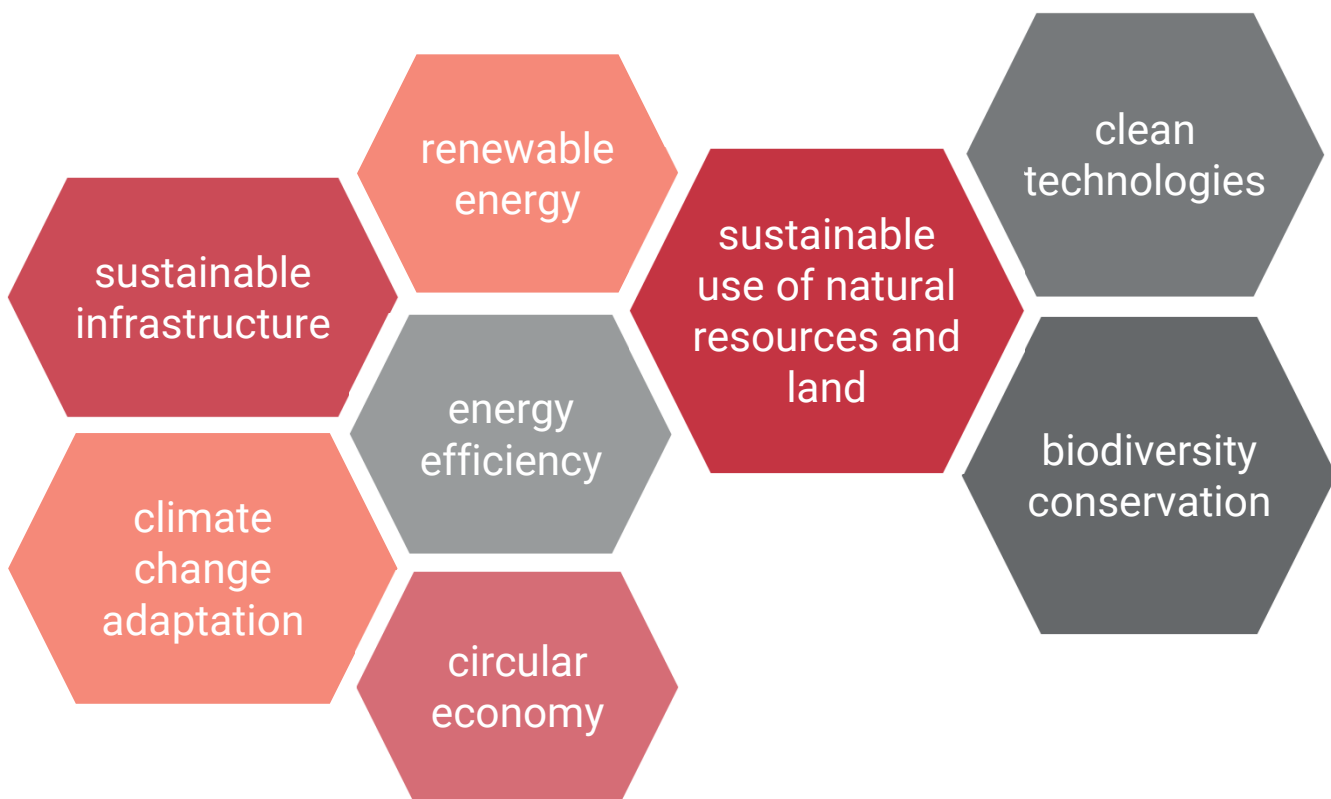 sustainable
infrastructure
climate
change
adaptation
renewable
energy
energy
efficiency
circular
economy
sustainable
use of natural
resources and
land
clean
technologies
biodiversity
conservation